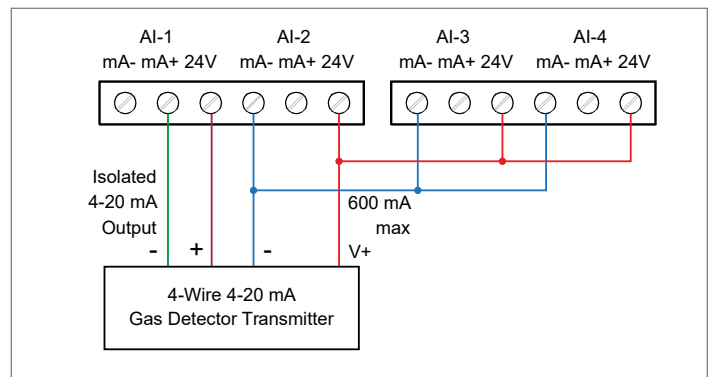 AI-1 AI-2 AI-3 AI-4
mA- mA+ 24V mA- mA+ 24V mA- mA+ 24V mA- mA+ 24V
Isolated
4-20 mA
Output
600 mA
max
- + - V+
4-Wire 4-20 mA
Gas Detector Transmitter